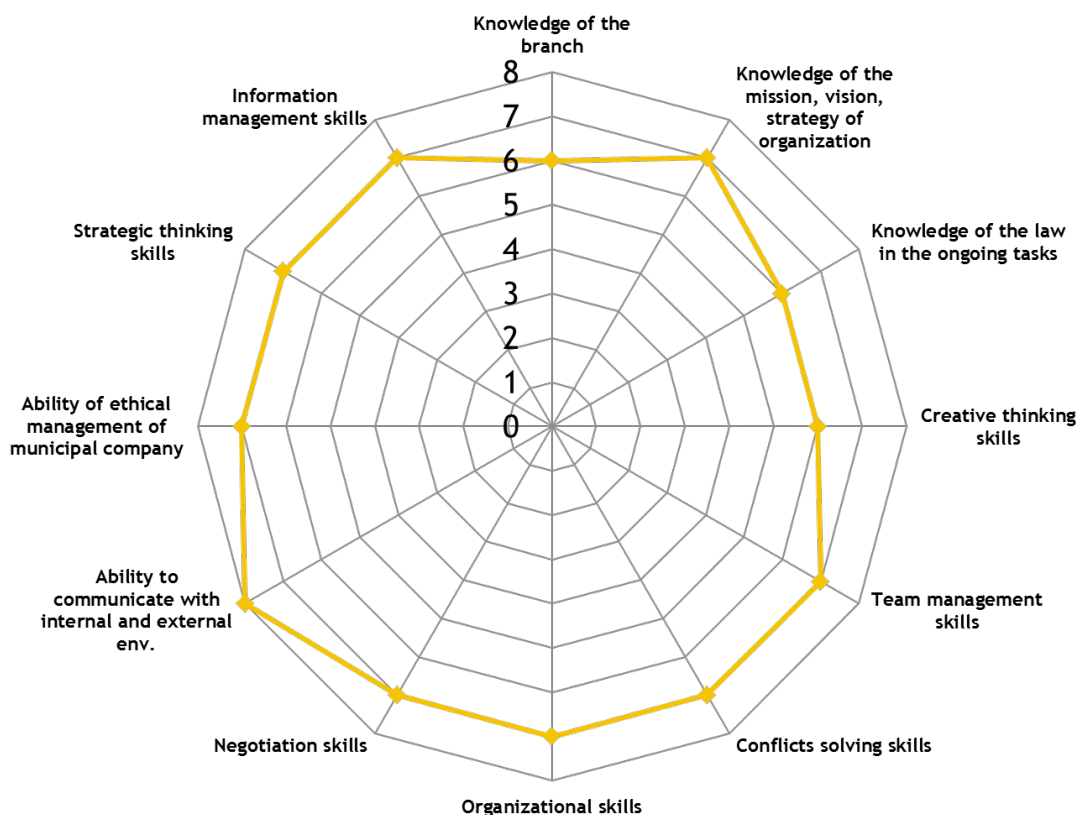 Knowledge of the
branch
Knowledge of the
mission, vision,
strategy of
organization
Knowledge of the law
in the ongoing tasks
Creative thinking
skills
Team management
skills
Conflicts solving skills
Organizational skills
Negotiation skills
Ability to
communicate with
internal and external
env.
Ability of ethical
management of
municipal company
Strategic thinking
skills
Information
management skills
8
7
6
5
4
3
2
1
0